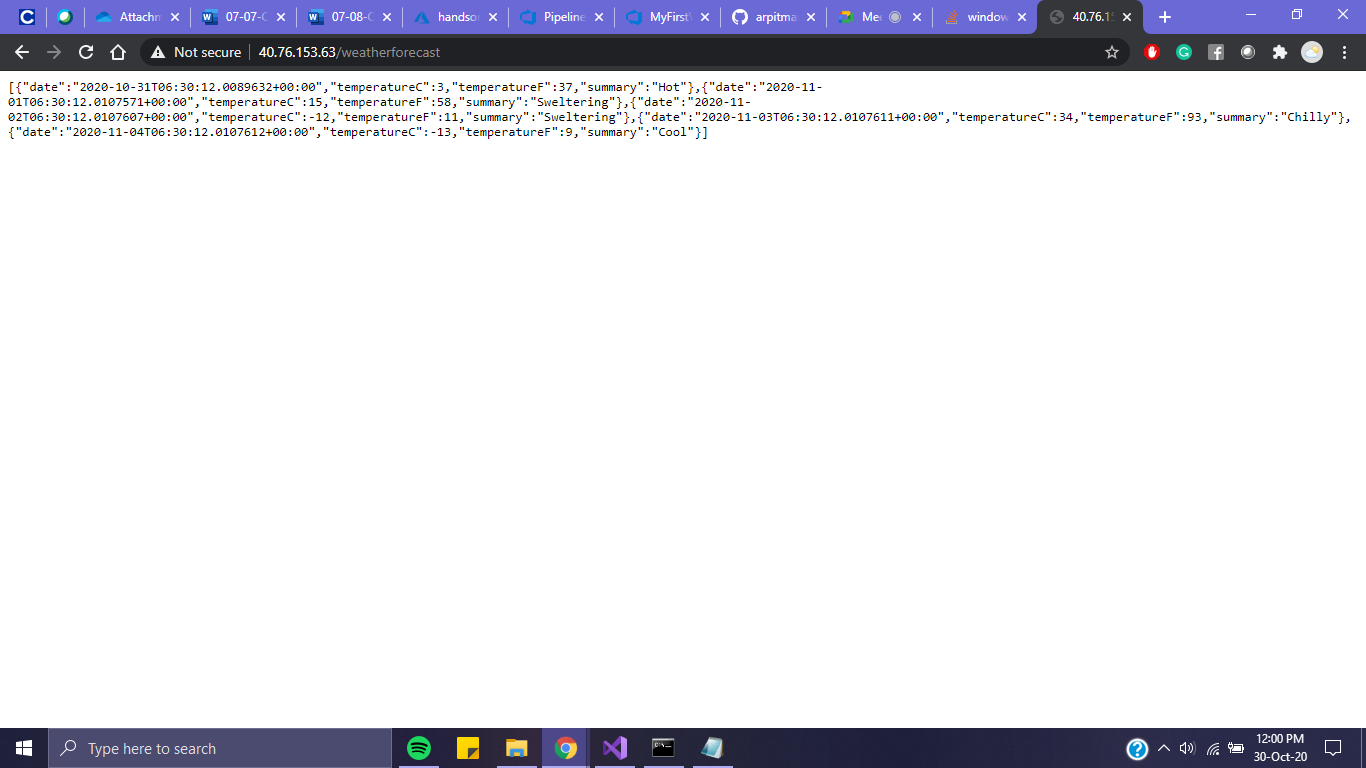 Attachm
07-07-C
07-08-C
handso
Pipeline
MyFirst
arpitma
Mee
window
40.76.15
Not secure
40.76.153.63/weatherforecast
[{"date":"2020-10-31T06:30:12.0089632+00:00","temperatureC":3,"temperatureF":37,"summary":"Hot"},{"date":"2020-11-
01T06:30:12.0107571+00:00","temperatureC":15,"temperatureF":58,"summary":"Sweltering"},{"date":"2020-11-
02T06:30:12.0107607+00:00","temperatureC":-12,"temperatureF":11,"summary":"Sweltering"},{"date":"2020-11-03T06:30:12.0107611+00:00","temperatureC":34,"temperatureF":93,"summary":"Chilly"},
{"date":"2020-11-04T06:30:12.0107612+00:00","temperatureC":-13,"temperatureF":9,"summary":"Cool"}]
Type here to search
12:00 PM
30-Oct-20